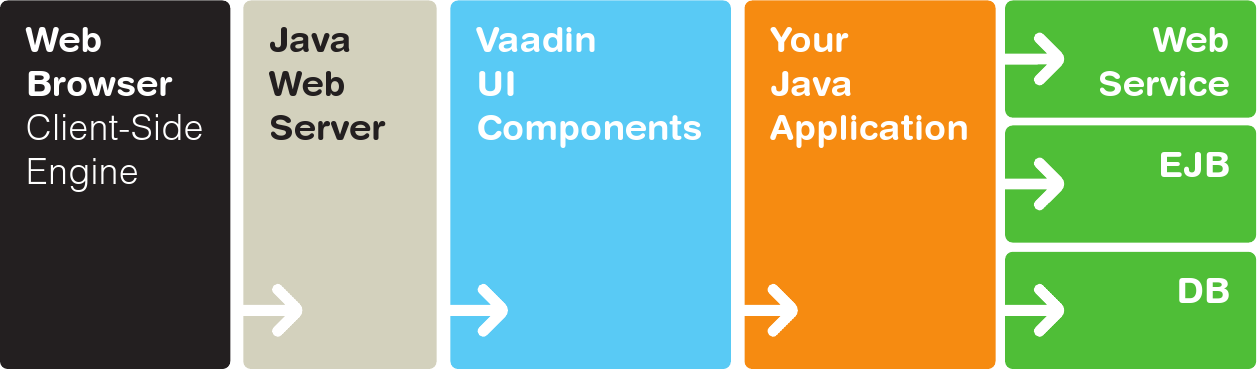 Web
Browser
Client-Side
Engine
Java
Web
Server
Vaadin
UI
Components
Your
Java
Application
Web
Service
EJB
DB